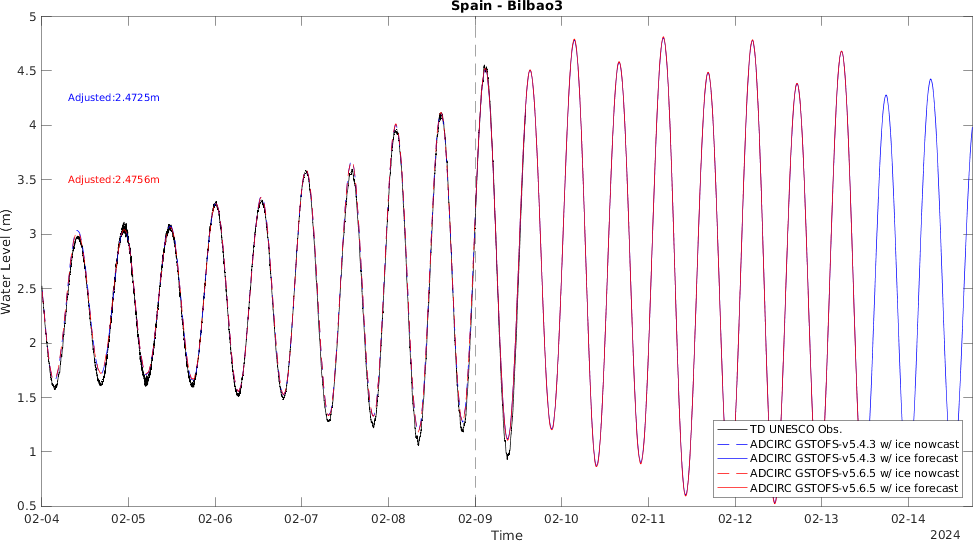 Spain - Bilbao3
5
4.5
4
3.5
3
2.5
2
1.5
1
0.5
Water Level (m)
Adjusted:2.4725m
Adjusted:2.4756m
TD UNESCO Obs.
ADCIRC GSTOFS-v5.4.3 w/ ice nowcast
ADCIRC GSTOFS-v5.4.3 w/ ice forecast
ADCIRC GSTOFS-v5.6.5 w/ ice nowcast
ADCIRC GSTOFS-v5.6.5 w/ ice forecast
02-04 02-05 02-06 02-07 02-08 02-09 02-10 02-11 02-12 02-13 02-14
Time
2024